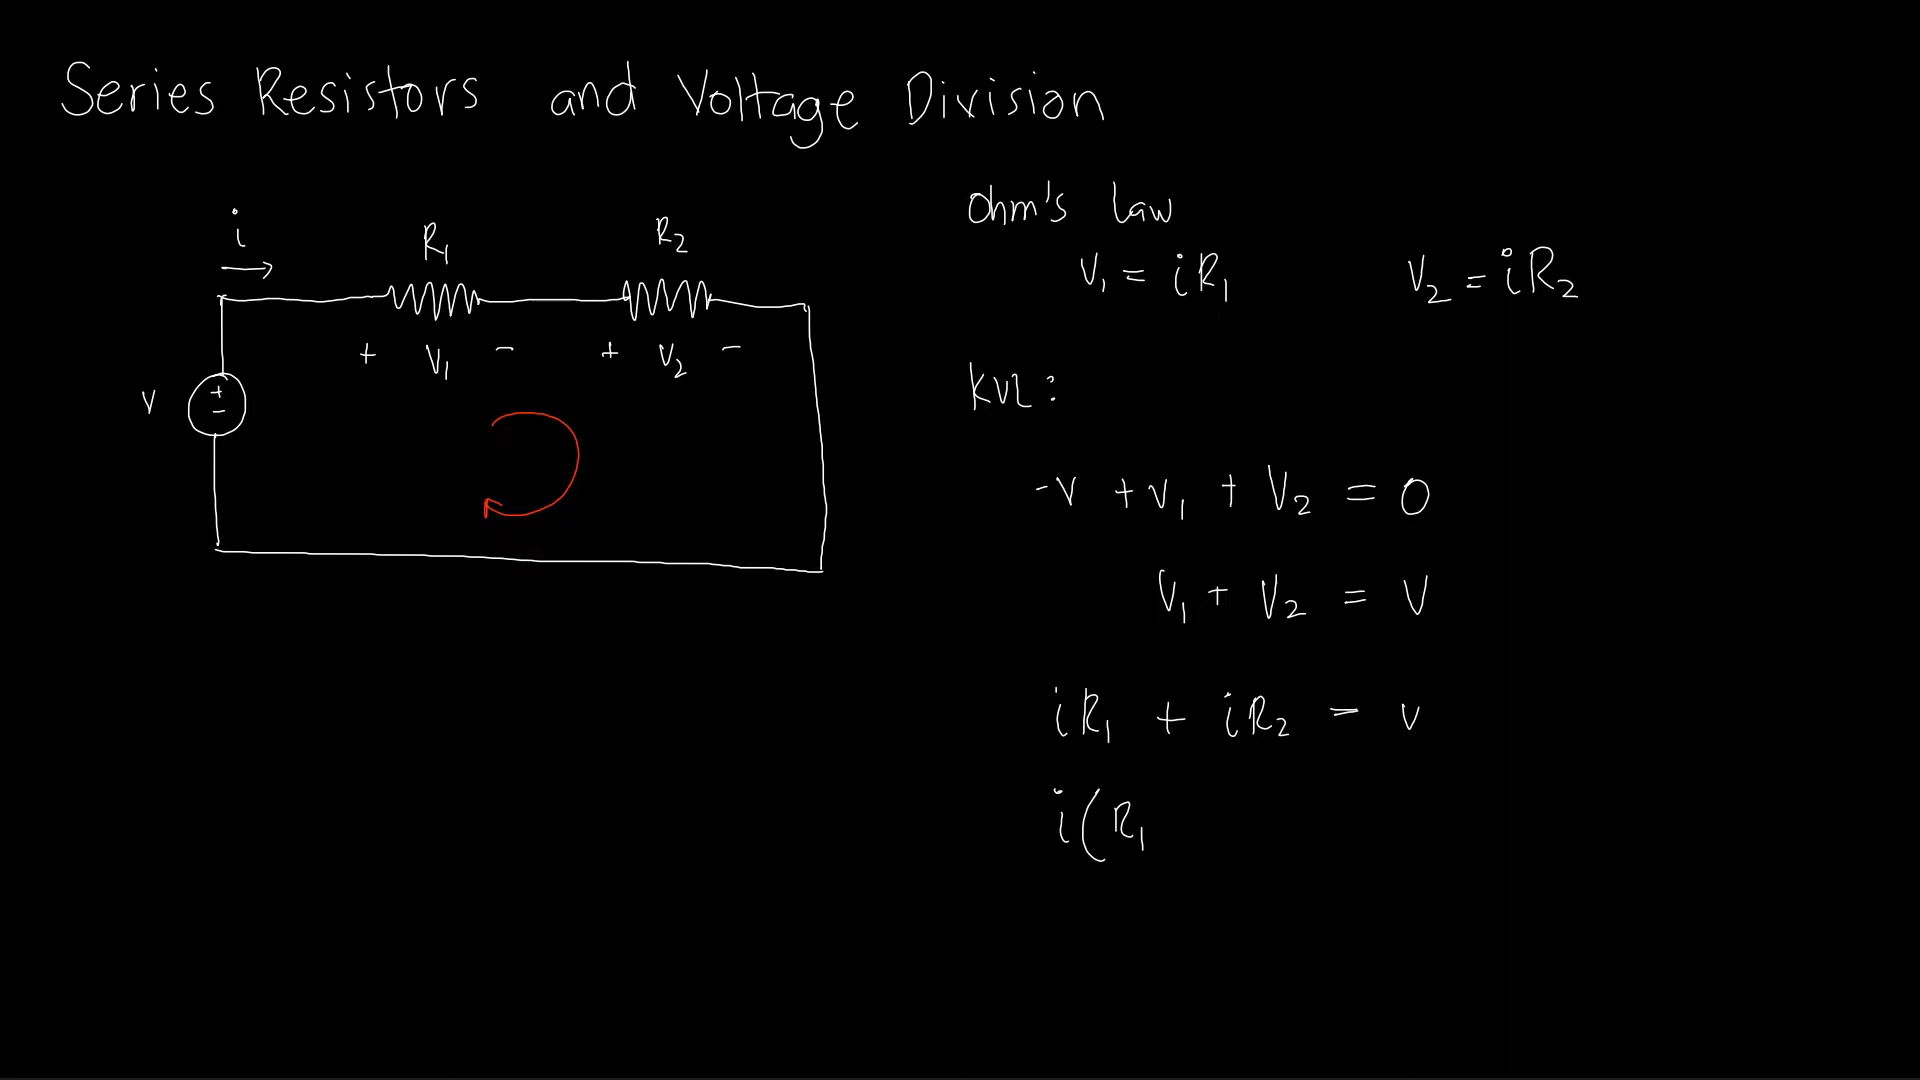 Series Resistors and Voltage Division
i
R1
R2
+ V1 -
+ V2 -
V
+
-
Ohm's Law
V1 = iR1
V2 = iR2
KVL:
-V + V1 + V2 = 0
V1 + V2 = V
iR1 + iR2 = V
i(R1